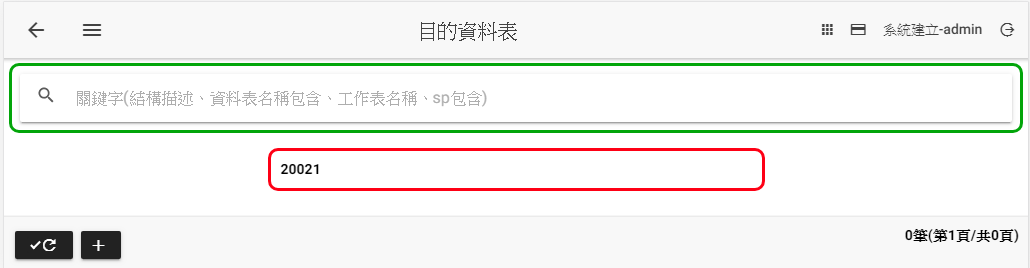 目的資料表
系統建立-admin
關鍵字(結構描述、資料表名稱包含、工作表名稱、sp包含)
20021
0筆(第1頁/共0頁)